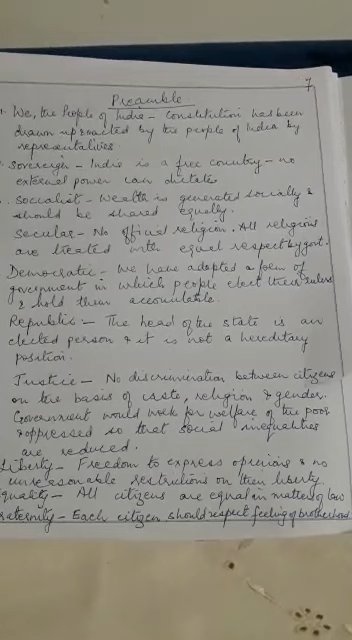 7
Preamble
1. We, the People of India - Constitution has been
drawn up & enacted by the people of India by
representatives
Sovereign - India is a free country - no
external power can dictate
Socialist - Wealth is generated socially &
should be shared equally.
Secular - No official religion. All religions
are treated with equal respect by govt.
Democratic - We have adopted a form of
government in which people elect their rulers
& hold them accountable.
Republic - The head of the state is an
elected person & it is not a hereditary
position.
Justice - No discrimination between citizens
on the basis of caste, religion & gender.
Government would work for welfare of the poor
& oppressed so that social inequalities
are reduced.
Liberty - Freedom to express opinions & no
unreasonable restrictions on their liberty
quality - All citizens are equal in matter of law
raternity - Each citizen should respect feeling of brotherhood